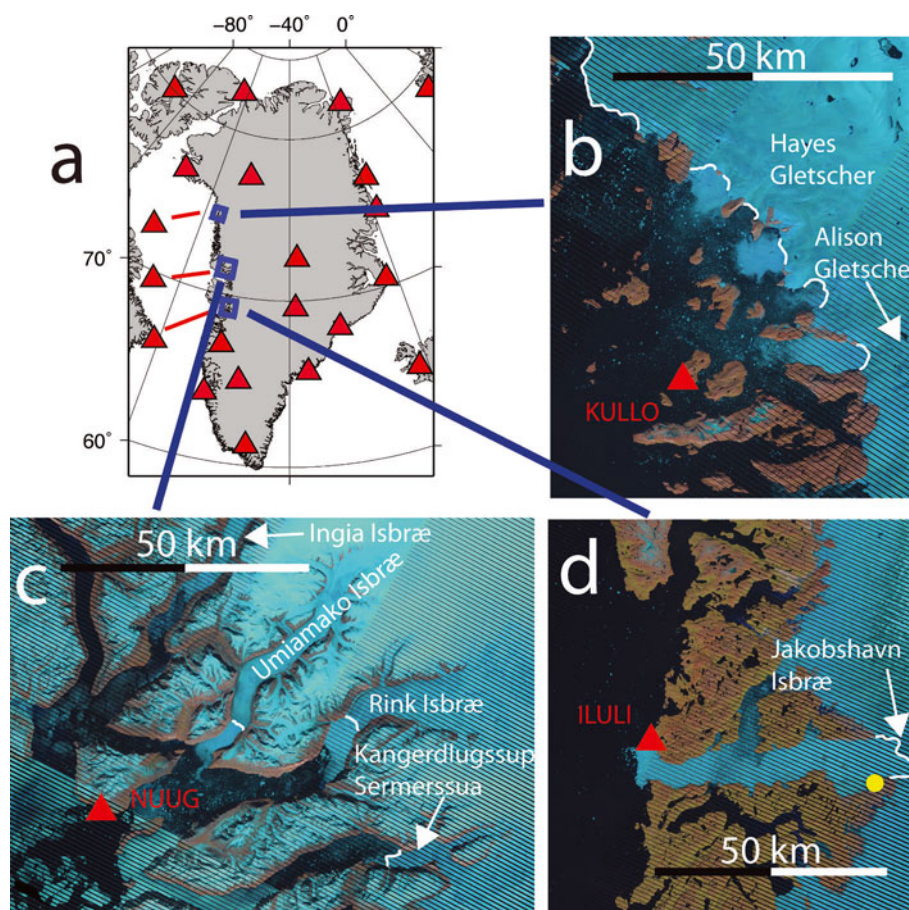 −80° −40° 0°
a
70°
60°
50 km
b
Hayes
Gletscher
Alison
Gletsche
KULLO
Ingia Isbræ
50 km
c
Umiamako Isbræ
Rink Isbræ
Kangerdlugssup
Sermerssua
NUUG
d
Jakobshavn
Isbræ
ILULI
50 km